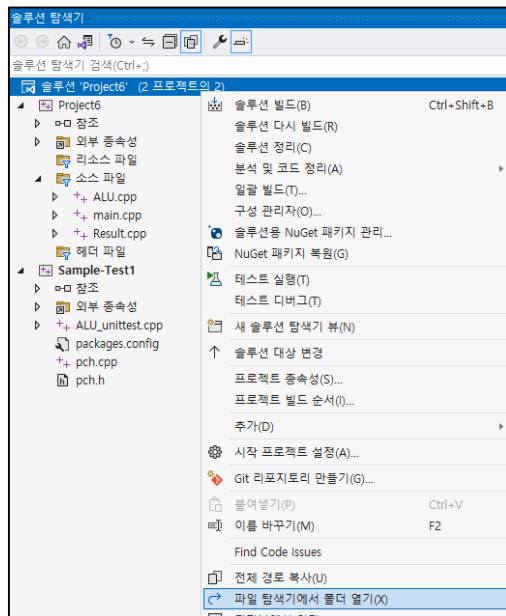 솔루션 탐색기
솔루션 탐색기 검색(Ctrl+;)
솔루션 'Project6' (2 프로젝트의 2)
Project6
참조
외부 종속성
리소스 파일
소스 파일
ALU.cpp
main.cpp
Result.cpp
헤더 파일
Sample-Test1
참조
외부 종속성
ALU_unittest.cpp
packages.config
pch.cpp
pch.h
솔루션 빌드(B) Ctrl+Shift+B
솔루션 다시 빌드(R)
솔루션 정리(C)
분석 및 코드 정리(A)
일괄 빌드(T)...
구성 관리자(O)...
솔루션용 NuGet 패키지 관리...
NuGet 패키지 복원(G)
테스트 실행(T)
테스트 디버그(T)
새 솔루션 탐색기 뷰(N)
솔루션 대상 변경
프로젝트 종속성(S)...
프로젝트 빌드 순서(I)...
추가(D)
시작 프로젝트 설정(A)...
Git 리포지토리 만들기(G)...
붙여넣기(P) Ctrl+V
이름 바꾸기(M) F2
Find Code Issues
전체 경로 복사(U)
파일 탐색기에서 폴더 열기(X)